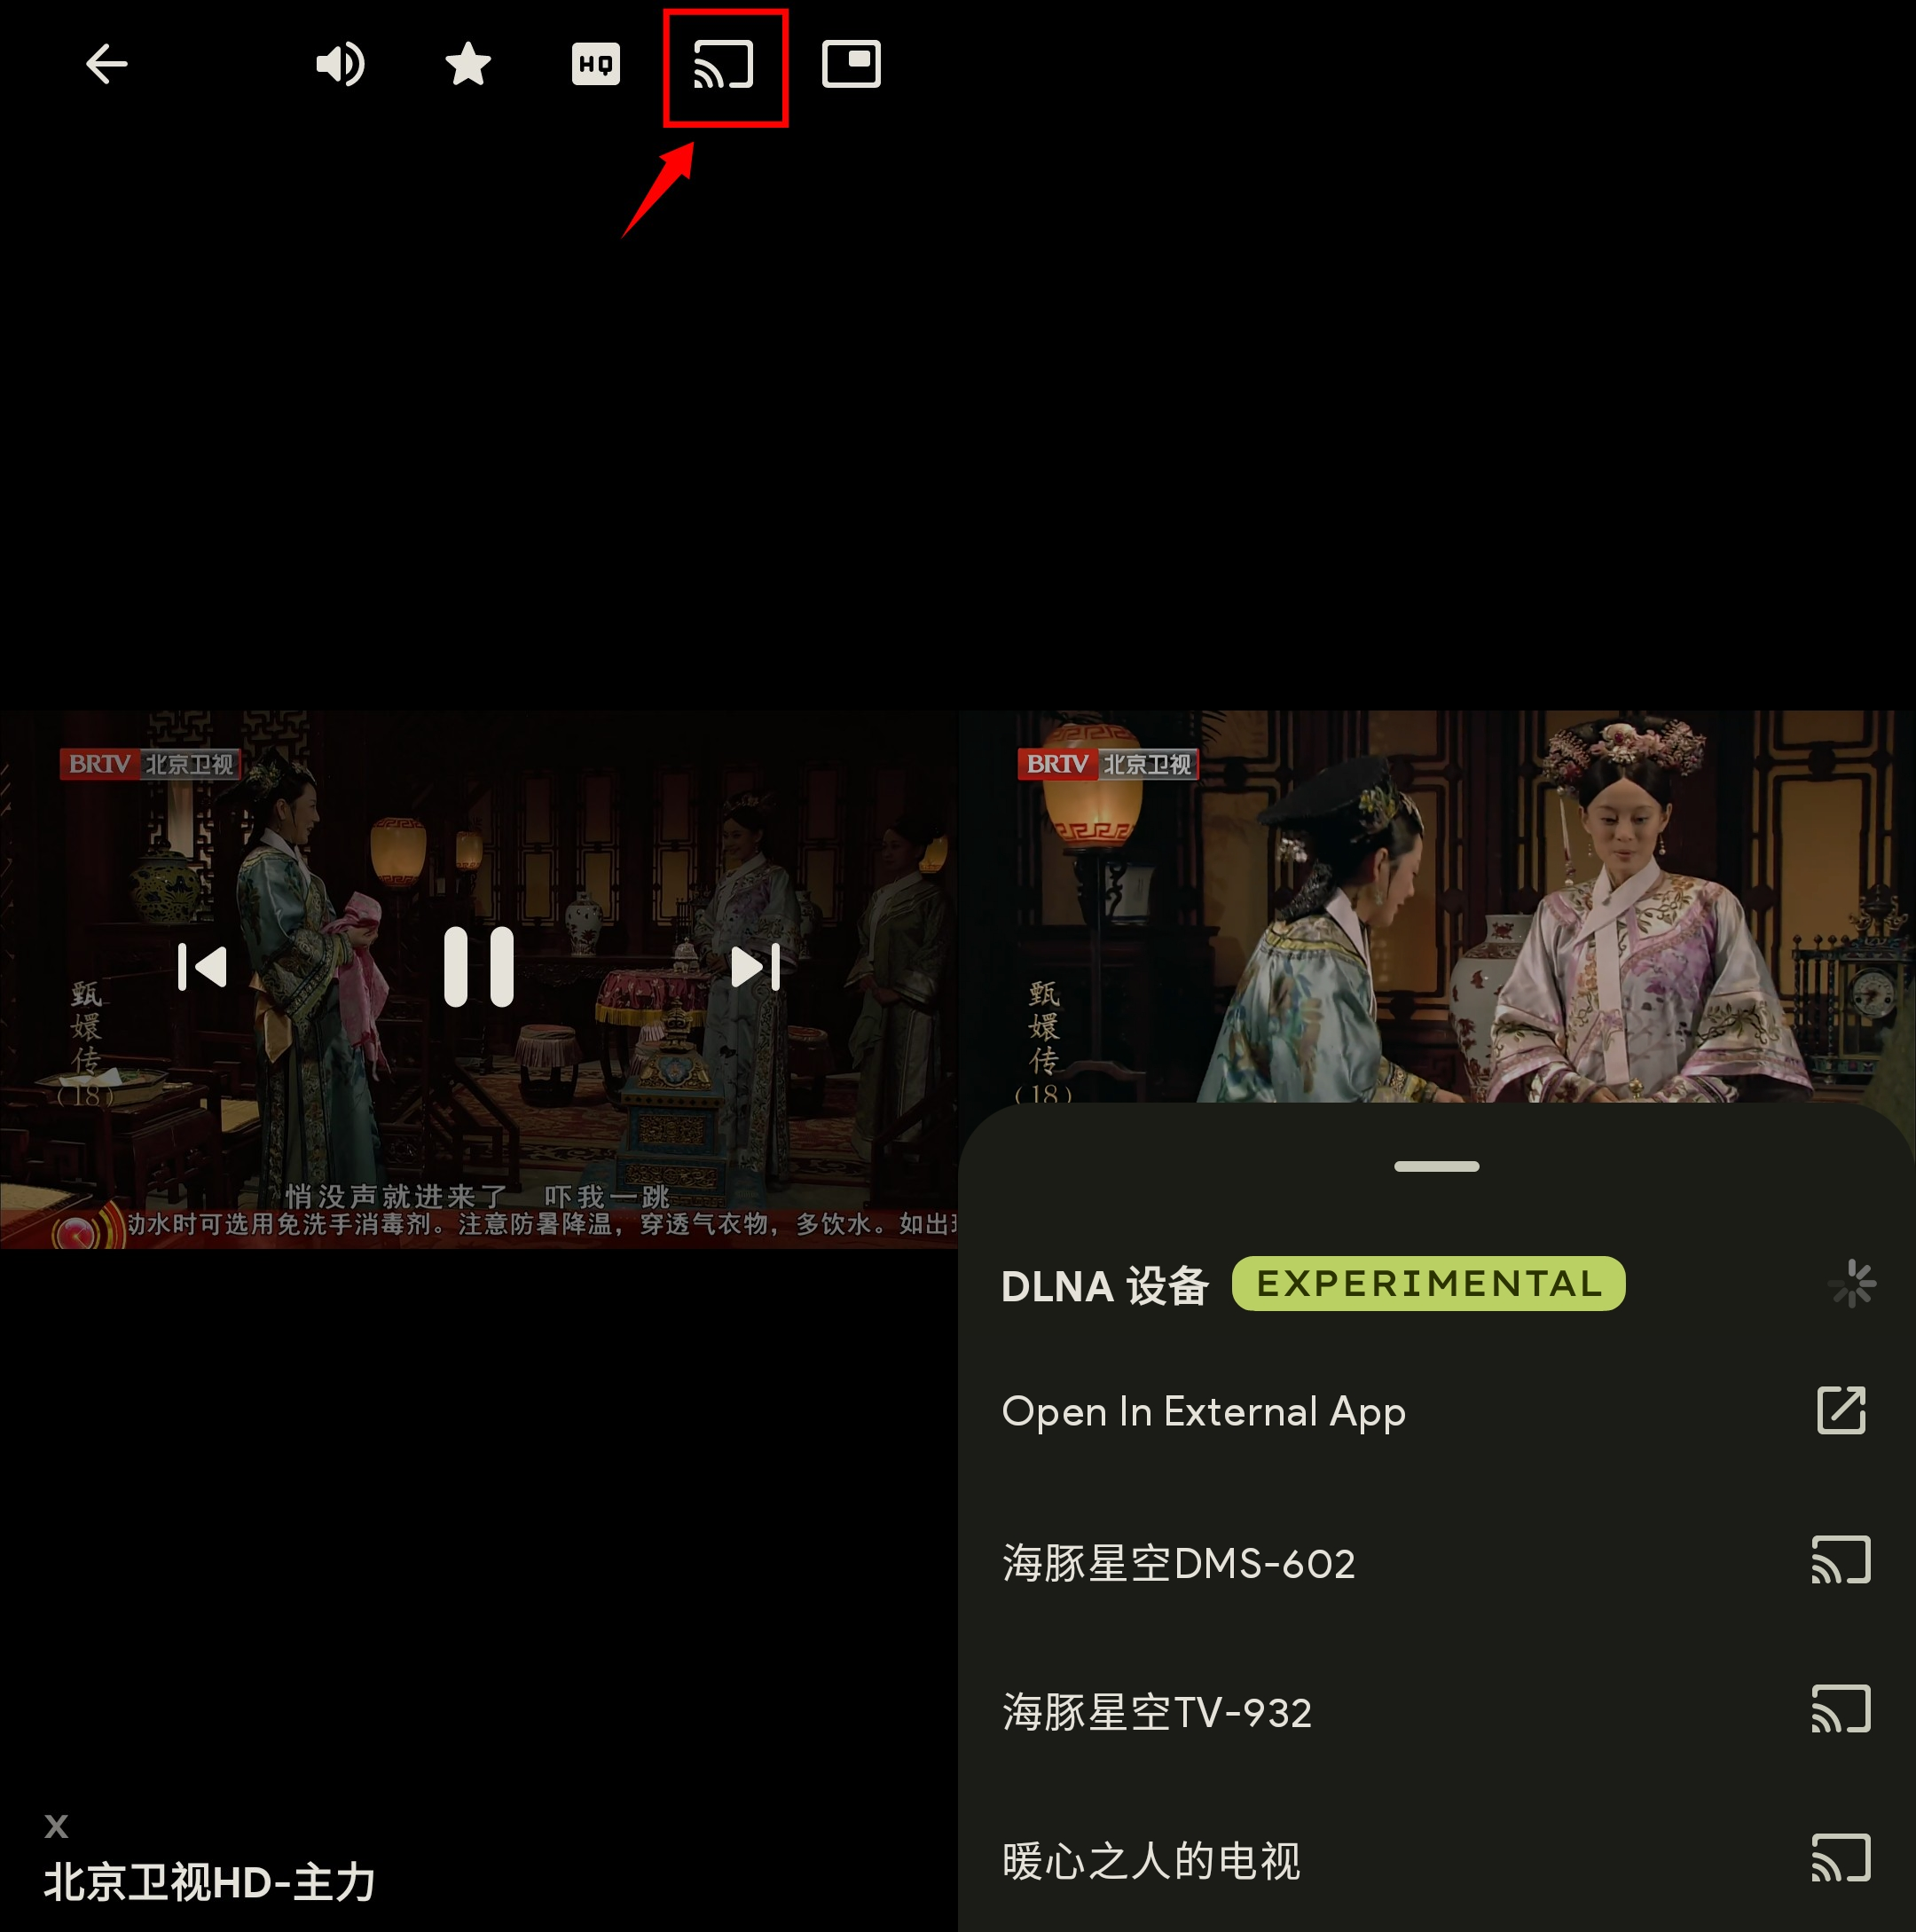 HQ
BRTV 北京卫视
甄
嬛
传
(18)
悄没声就进来了 吓我一跳
水时可选用免洗手消毒剂。注意防暑降温，穿透气衣物，多饮水。如出
X
北京卫视HD-主力
BRTV 北京卫视
甄
嬛
传
(18)
DLNA 设备 EXPERIMENTAL
Open In External App
海豚星空DMS-602
海豚星空TV-932
暖心之人的电视